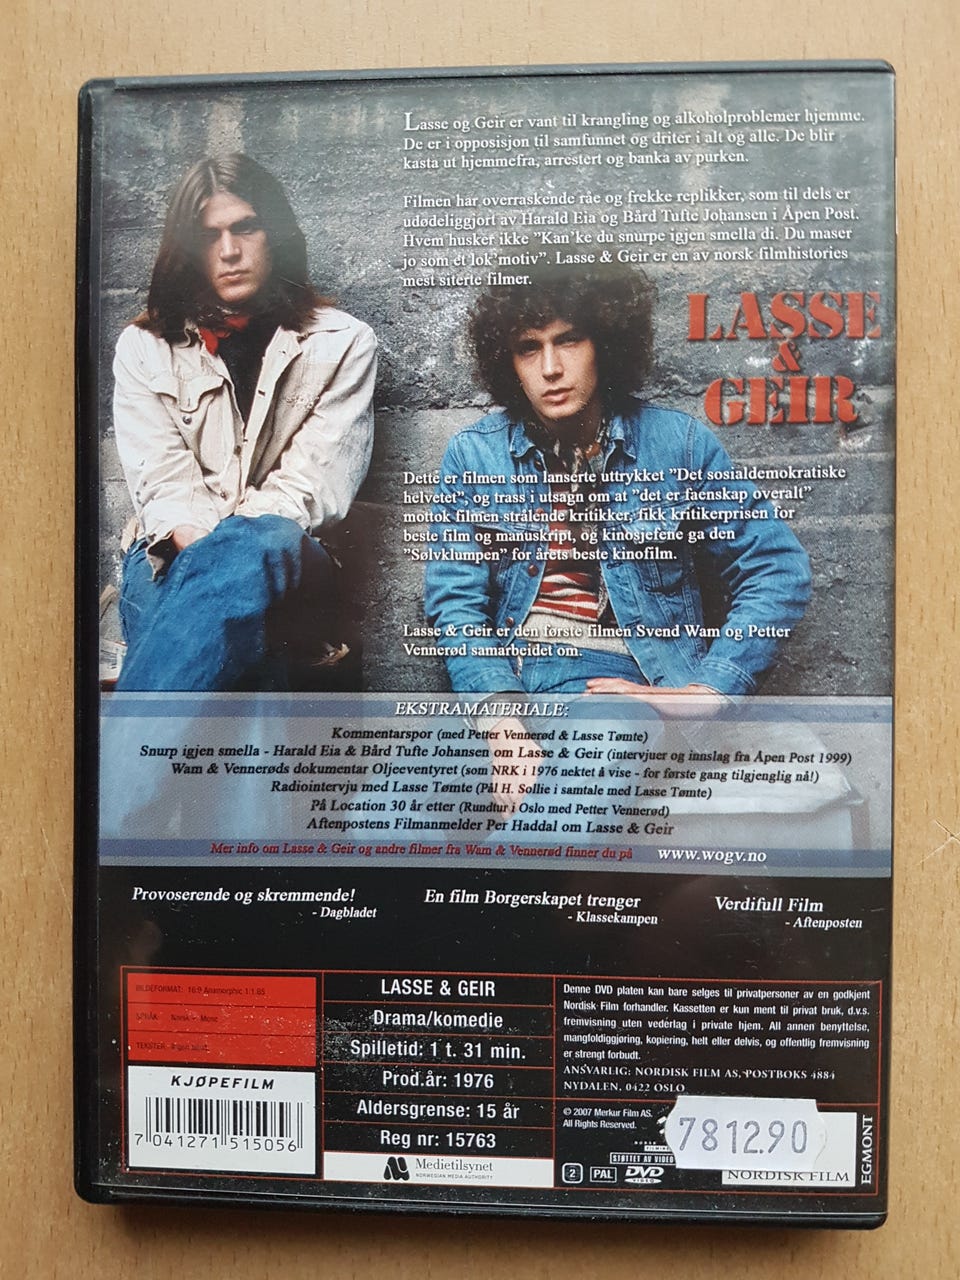 Lasse og Geir er vant til krangling og alkoholproblemer hjemme.
De er i opposisjon til samfunnet og driter i alt og alle. De blir
kasta ut hjemmefra, arrestert og banka av purken.
Filmen har overraskende råe og frekke replikker, som til dels er
udødeliggjort av Harald Eia og Bård Tufte Johansen i Åpen Post.
Hvem husker ikke "Kan'ke du snurpe igjen smella di. Du maser
jo som et lok'motiv". Lasse & Geir er en av norsk filmhistories
mest siterte filmer.
LASSE
&
GEIR
Dette er filmen som lanserte uttrykket "Det sosialdemokratiske
helvetet", og trass i utsagn om at "det er faenskap overalt"
mottok filmen strålende kritikker, fikk kritikerprisen for
beste film og manuskript, og kinosjefene ga den
"Sølvklumpen" for årets beste kinofilm.
Lasse & Geir er den første filmen Svend Wam og Petter
Vennerød samarbeidet om.
EKSTRAMATERIALE:
Kommentarspor (med Petter Vennerød & Lasse Tømte)
Snurp igjen smella - Harald Eia & Bård Tufte Johansen om Lasse & Geir (intervjuer og innslag fra Åpen Post 1999)
Wam & Vennerøds dokumentar Oljeeventyret (som NRK i 1976 nektet å vise - for første gang tilgjenglig nå!)
Radiointervju med Lasse Tømte (Pål H. Sollie i samtale med Lasse Tømte)
På Location 30 år etter (Rundtur i Oslo med Petter Vennerød)
Aftenpostens Filmanmelder Per Haddal om Lasse & Geir
Mer info om Lasse & Geir og andre filmer fra Wam & Vennerød finner du på www.wogv.no
Provoserende og skremmende!
- Dagbladet
En film Borgerskapet trenger
- Klassekampen
Verdifull Film
- Aftenposten
BILDEFORMAT: 16:9 Anamorphic 1:1.85
SPRÅK: Norsk - Mono
TEKSTER: Ingen
KJØPEFILM
7 041271 515056
LASSE & GEIR
Drama/komedie
Spilletid: 1 t. 31 min.
Prod.år: 1976
Aldersgrense: 15 år
Reg nr: 15763
Medietilsynet
NORWEGIAN MEDIA AUTHORITY
Denne DVD platen kan bare selges til privatpersoner av en godkjent
Nordisk Film forhandler. Kassetten er kun ment til privat bruk, d.v.s.
fremvisning uten vederlag i private hjem. All annen benyttelse,
mangfoldiggjøring, kopiering, helt eller delvis, og offentlig fremvisning
er strengt forbudt.
ANSVARLIG: NORDISK FILM AS, POSTBOKS 4884
NYDALEN, 0422 OSLO
© 2007 Merkur Film AS.
All Rights Reserved.
STØTTET AV VIDEO
2 PAL DVD
VIDEO
7812.90
NORDISK FILM
EGMONT